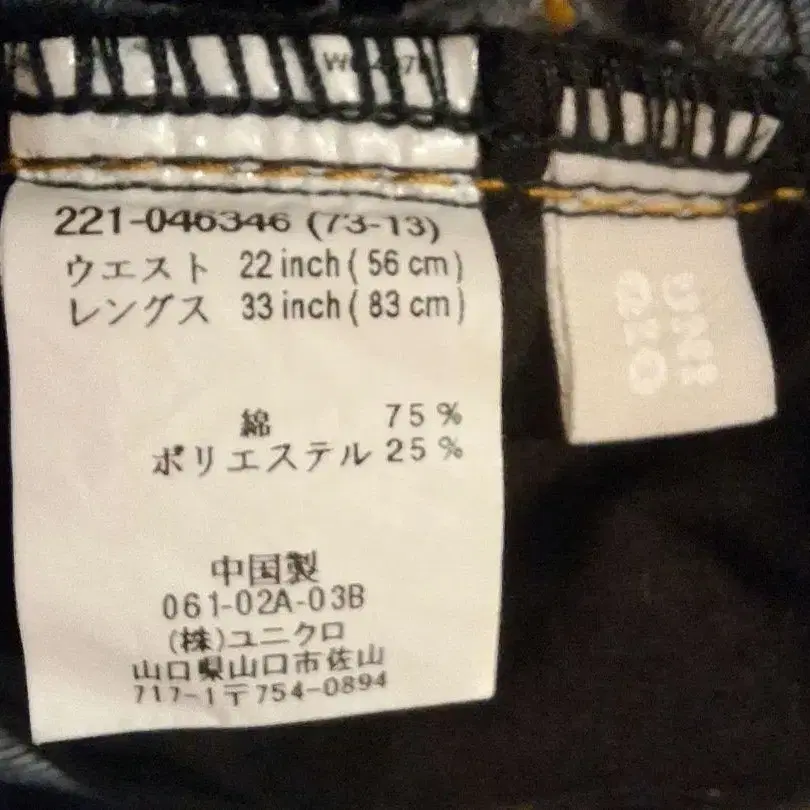 221-046346 (73-13)
ウエスト 22 inch ( 56 cm )
レングス 33 inch ( 83 cm )
綿 75 %
ポリエステル 25 %
中国製
061-02A-03B
(株)ユニクロ
山口県山口市佐山
717-1〒754-0894
UNI
QLO